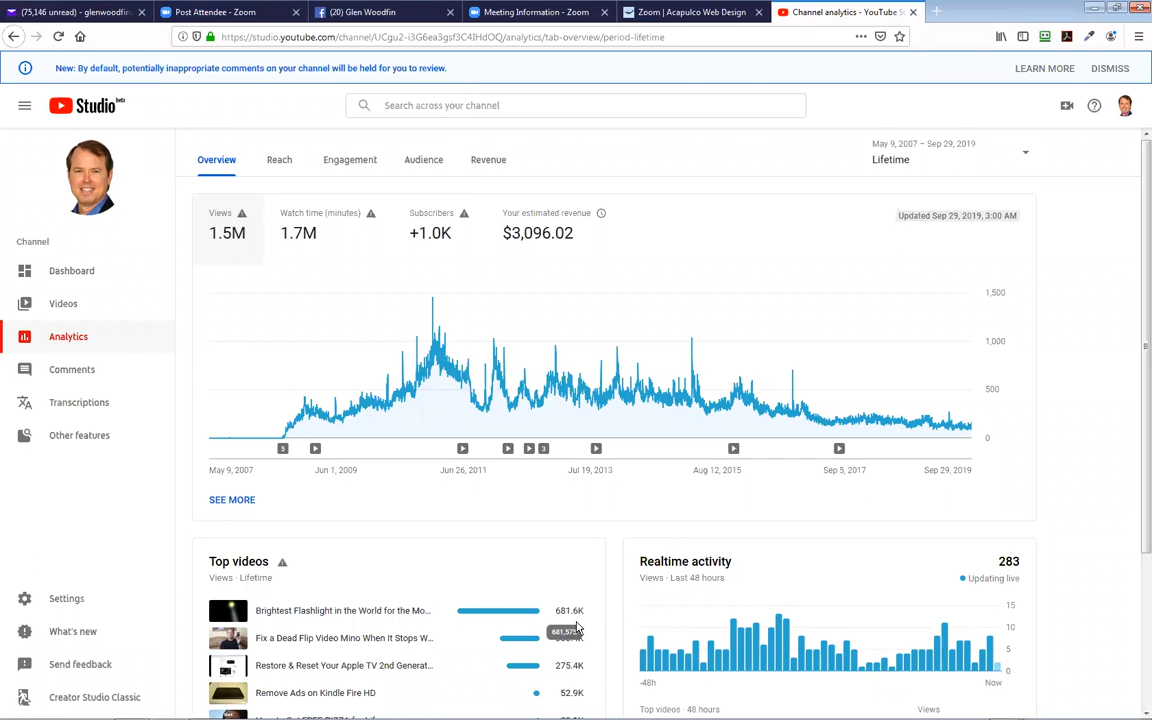 (75,146 unread) - glenwoodfin
Post Attendee - Zoom
(20) Glen Woodfin
Meeting Information - Zoom
Zoom | Acapulco Web Design
Channel analytics - YouTube S
https://studio.youtube.com/channel/UCgu2-i3G6ea3gsf3C4IHdOQ/analytics/tab-overview/period-lifetime
New: By default, potentially inappropriate comments on your channel will be held for you to review.
LEARN MORE
DISMISS
Studio beta
Search across your channel
Overview
Reach
Engagement
Audience
Revenue
May 9, 2007 – Sep 29, 2019
Lifetime
Views
1.5M
Watch time (minutes)
1.7M
Subscribers
+1.0K
Your estimated revenue
$3,096.02
Updated Sep 29, 2019, 3:00 AM
Channel
Dashboard
Videos
Analytics
Comments
Transcriptions
Other features
1,500
1,000
500
0
5
3
May 9, 2007
Jun 1, 2009
Jun 26, 2011
Jul 19, 2013
Aug 12, 2015
Sep 5, 2017
Sep 29, 2019
SEE MORE
Top videos
Views · Lifetime
Brightest Flashlight in the World for the Mo...
681.6K
Fix a Dead Flip Video Mino When It Stops W...
Restore & Reset Your Apple TV 2nd Generat...
275.4K
Remove Ads on Kindle Fire HD
52.9K
Realtime activity
283
Views · Last 48 hours
Updating live
15
10
5
0
-48h
Now
Top videos · 48 hours
Views
Settings
What's new
Send feedback
Creator Studio Classic